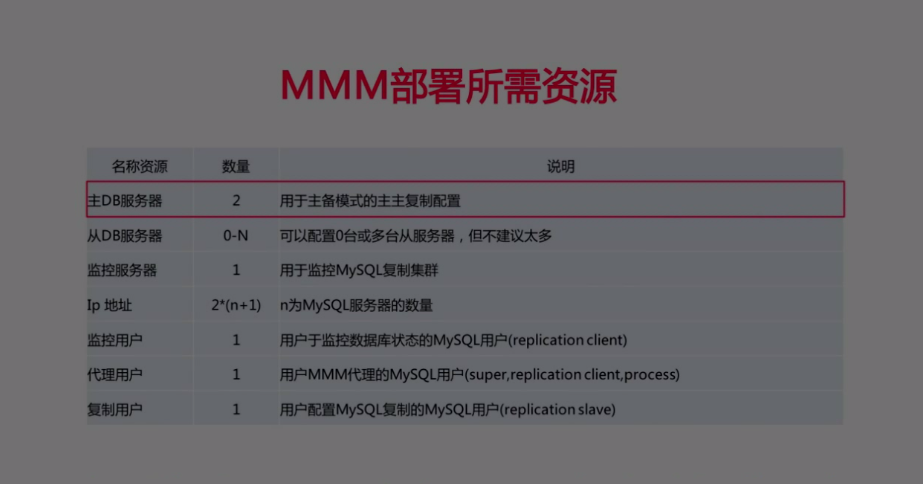 MMM部署所需资源
名称资源 数量 说明
主DB服务器 2 用于主备模式的主主复制配置
从DB服务器 0-N 可以配置0台或多台从服务器，但不建议太多
监控服务器 1 用于监控MySQL复制集群
Ip 地址 2*(n+1) n为MySQL服务器的数量
监控用户 1 用户于监控数据库状态的MySQL用户(replication client)
代理用户 1 用户MMM代理的MySQL用户(super,replication client,process)
复制用户 1 用户配置MySQL复制的MySQL用户(replication slave)